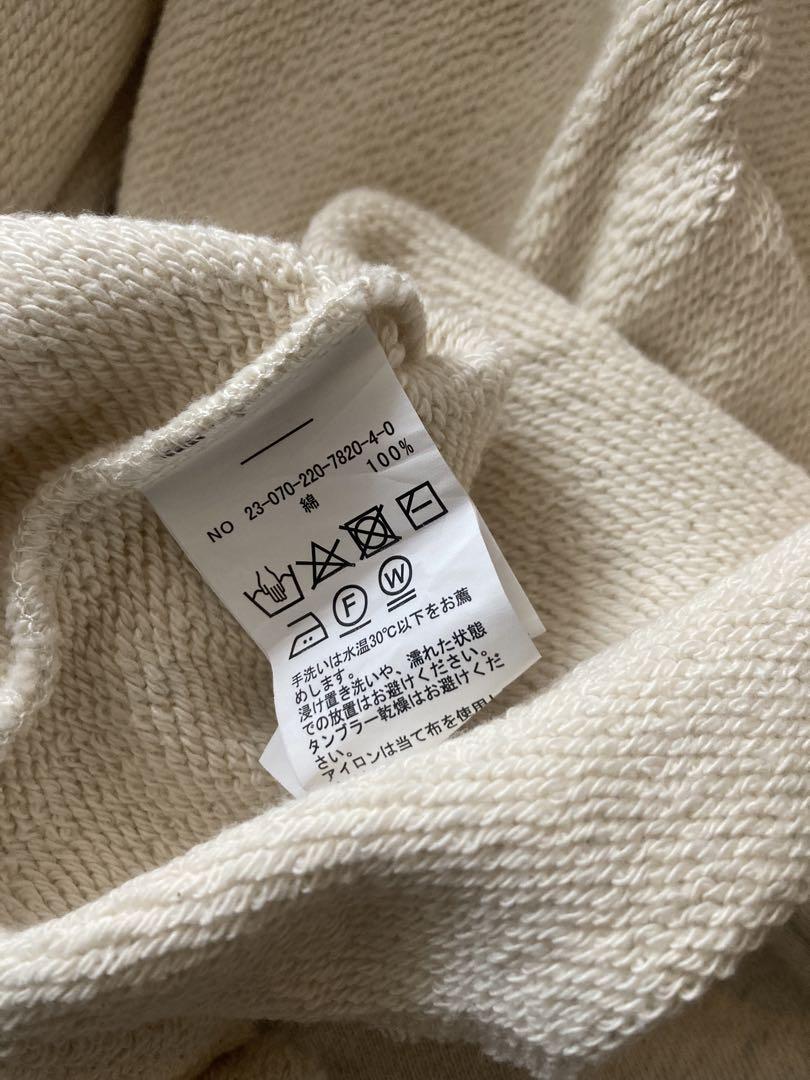 NO 23-070-220-7820-4-0
綿 100%
F W
手洗いは水温30℃以下をお薦
めします。
浸け置き洗いや、濡れた状態
での放置はお避けください。
タンブラー乾燥はお避けくだ
さい。
アイロンは当て布を使用